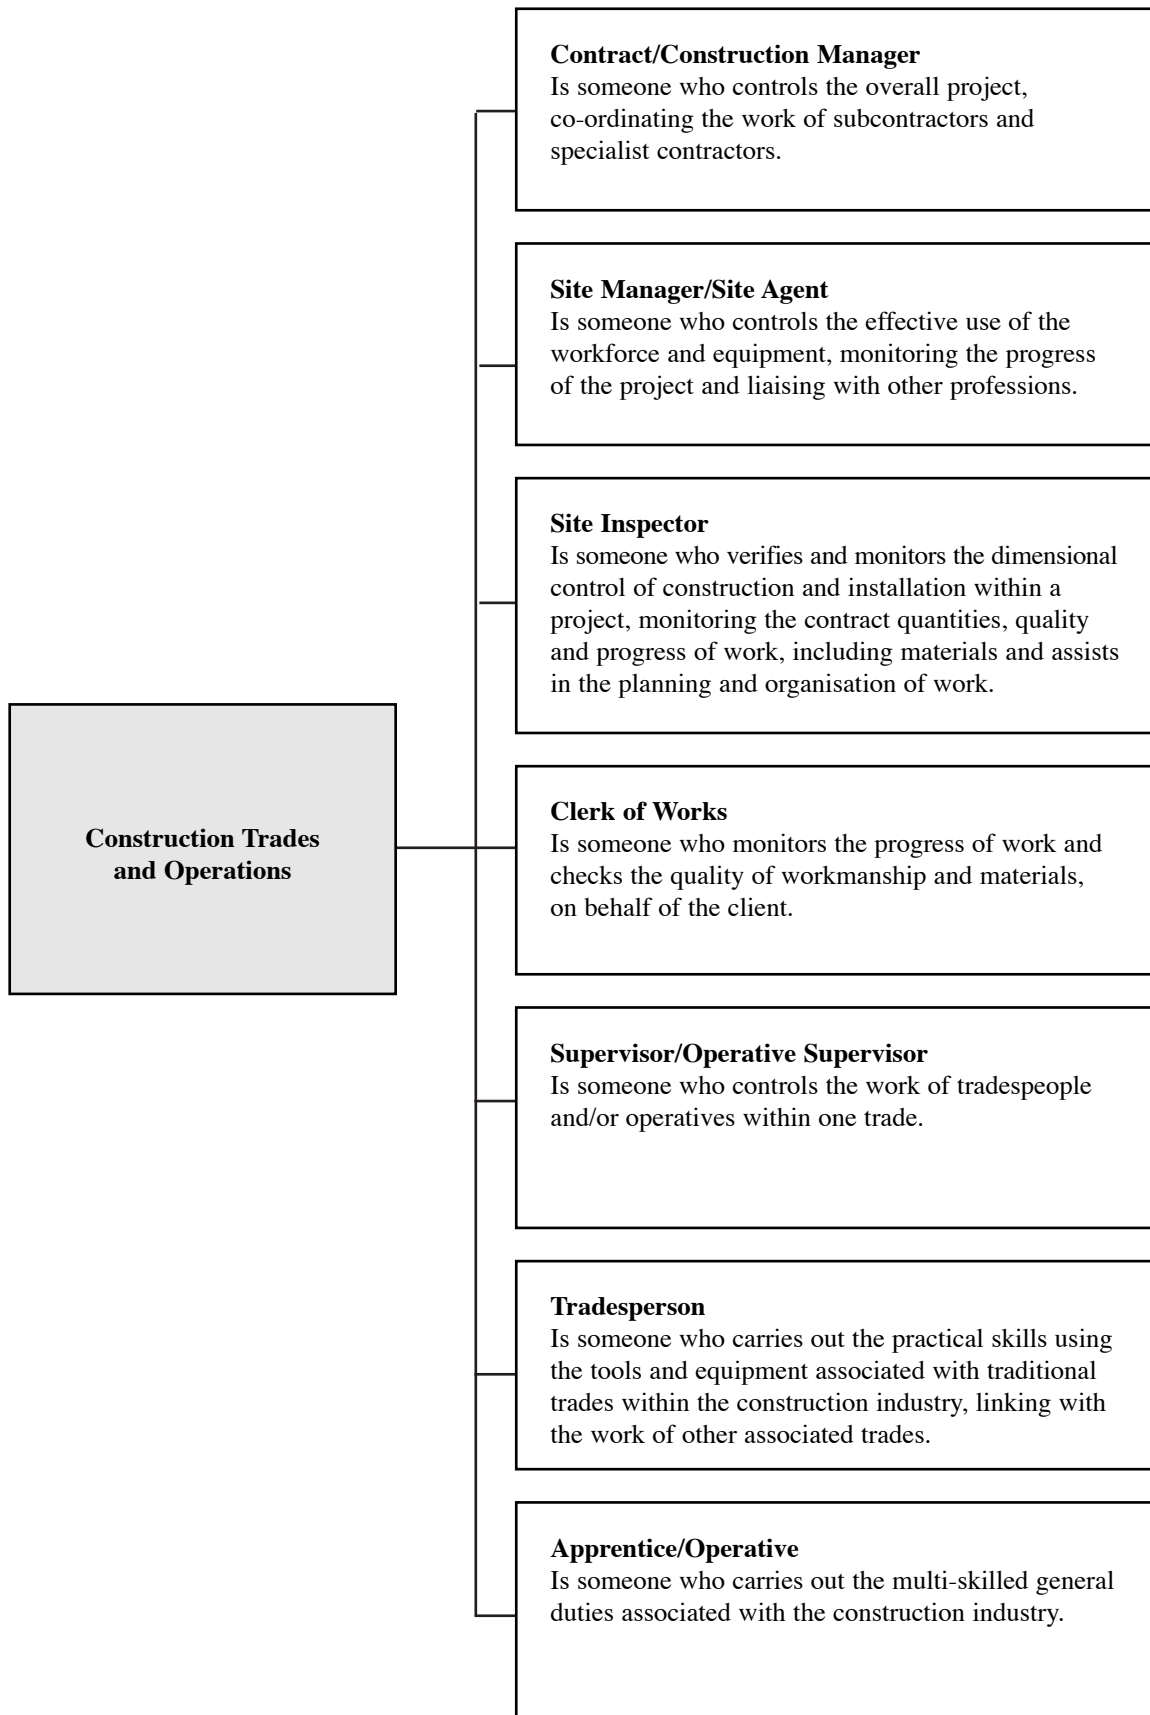 Contract/Construction Manager
Is someone who controls the overall project,
co-ordinating the work of subcontractors and
specialist contractors.
Site Manager/Site Agent
Is someone who controls the effective use of the
workforce and equipment, monitoring the progress
of the project and liaising with other professions.
Site Inspector
Is someone who verifies and monitors the dimensional
control of construction and installation within a
project, monitoring the contract quantities, quality
and progress of work, including materials and assists
in the planning and organisation of work.
Construction Trades
and Operations
Clerk of Works
Is someone who monitors the progress of work and
checks the quality of workmanship and materials,
on behalf of the client.
Supervisor/Operative Supervisor
Is someone who controls the work of tradespeople
and/or operatives within one trade.
Tradesperson
Is someone who carries out the practical skills using
the tools and equipment associated with traditional
trades within the construction industry, linking with
the work of other associated trades.
Apprentice/Operative
Is someone who carries out the multi-skilled general
duties associated with the construction industry.